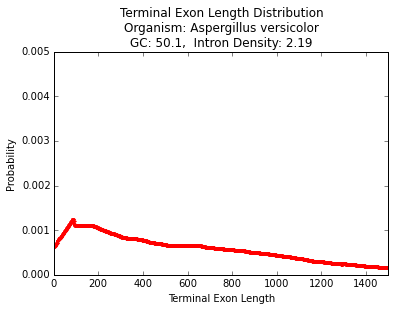 Terminal Exon Length Distribution
Organism: Aspergillus versicolor
GC: 50.1,  Intron Density: 2.19
0.005
0.004
0.003
0.002
0.001
0.000
Probability
0 200 400 600 800 1000 1200 1400
Terminal Exon Length